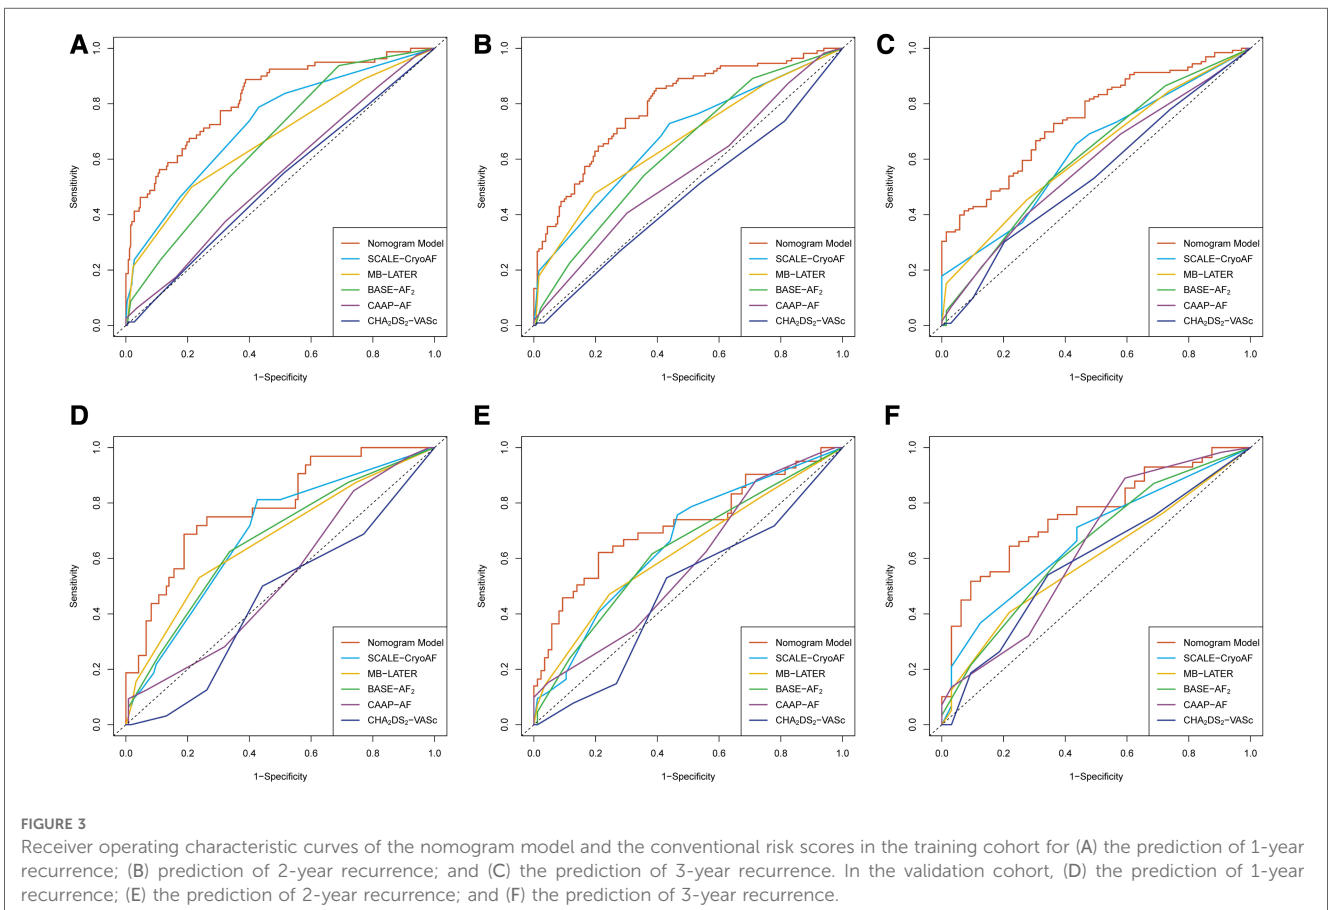 A
1.0
0.8
0.6
0.4
0.2
0.0
Sensitivity
0.0 0.2 0.4 0.6 0.8 1.0
1−Specificity
Nomogram Model
SCALE−CryoAF
MB−LATER
BASE−AF₂
CAAP−AF
CHA₂DS₂−VASc
B
1.0
0.8
0.6
0.4
0.2
0.0
Sensitivity
0.0 0.2 0.4 0.6 0.8 1.0
1−Specificity
Nomogram Model
SCALE−CryoAF
MB−LATER
BASE−AF₂
CAAP−AF
CHA₂DS₂−VASc
C
1.0
0.8
0.6
0.4
0.2
0.0
Sensitivity
0.0 0.2 0.4 0.6 0.8 1.0
1−Specificity
Nomogram Model
SCALE−CryoAF
MB−LATER
BASE−AF₂
CAAP−AF
CHA₂DS₂−VASc
D
1.0
0.8
0.6
0.4
0.2
0.0
Sensitivity
0.0 0.2 0.4 0.6 0.8 1.0
1−Specificity
Nomogram Model
SCALE−CryoAF
MB−LATER
BASE−AF₂
CAAP−AF
CHA₂DS₂−VASc
E
1.0
0.8
0.6
0.4
0.2
0.0
Sensitivity
0.0 0.2 0.4 0.6 0.8 1.0
1−Specificity
Nomogram Model
SCALE−CryoAF
MB−LATER
BASE−AF₂
CAAP−AF
CHA₂DS₂−VASc
F
1.0
0.8
0.6
0.4
0.2
0.0
Sensitivity
0.0 0.2 0.4 0.6 0.8 1.0
1−Specificity
Nomogram Model
SCALE−CryoAF
MB−LATER
BASE−AF₂
CAAP−AF
CHA₂DS₂−VASc
FIGURE 3
Receiver operating characteristic curves of the nomogram model and the conventional risk scores in the training cohort for (A) the prediction of 1-year
recurrence; (B) prediction of 2-year recurrence; and (C) the prediction of 3-year recurrence. In the validation cohort, (D) the prediction of 1-year
recurrence; (E) the prediction of 2-year recurrence; and (F) the prediction of 3-year recurrence.